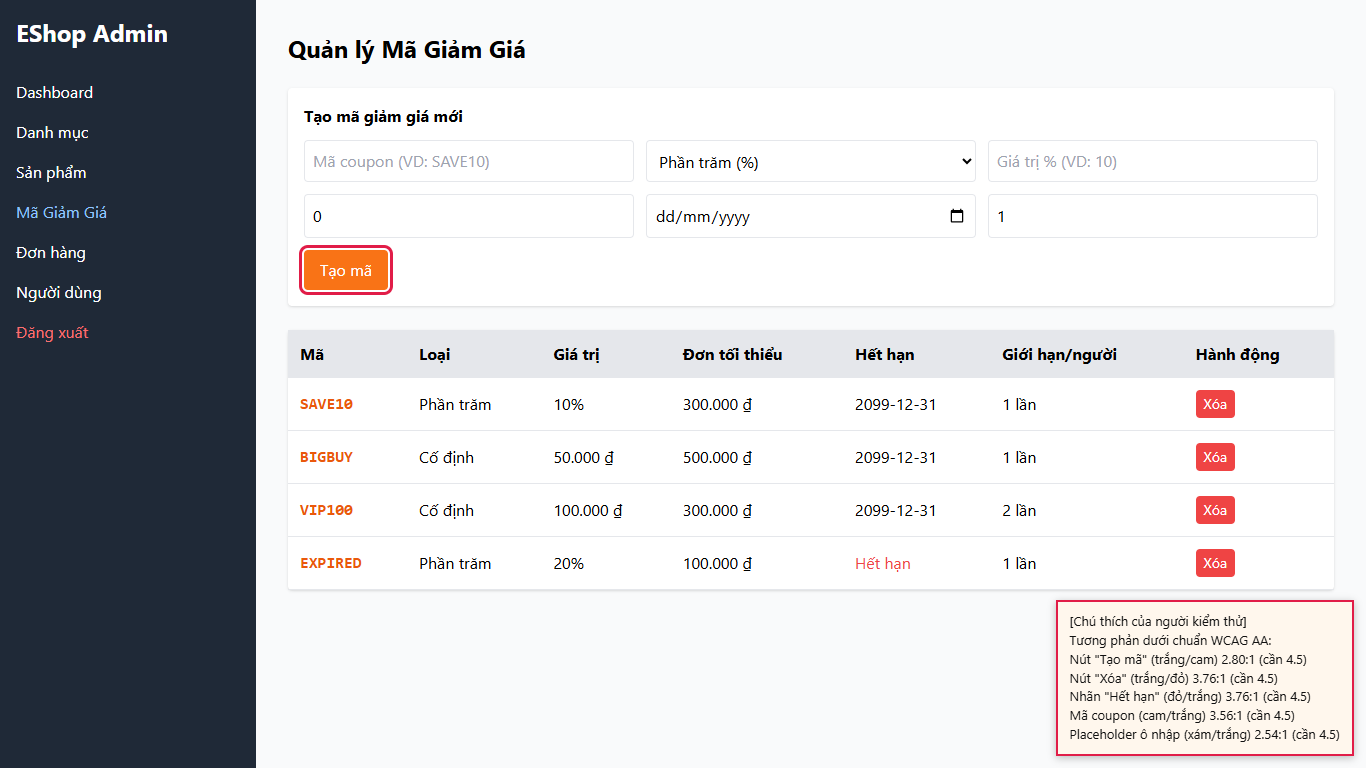 EShop Admin
Dashboard
Danh mục
Sản phẩm
Mã Giảm Giá
Đơn hàng
Người dùng
Đăng xuất
Quản lý Mã Giảm Giá
Tạo mã giảm giá mới
Mã coupon (VD: SAVE10) Phần trăm (%) Giá trị % (VD: 10)
0 dd/mm/yyyy 1
Tạo mã
Mã Loại Giá trị Đơn tối thiểu Hết hạn Giới hạn/người Hành động
SAVE10 Phần trăm 10% 300.000 ₫ 2099-12-31 1 lần Xóa
BIGBUY Cố định 50.000 ₫ 500.000 ₫ 2099-12-31 1 lần Xóa
VIP100 Cố định 100.000 ₫ 300.000 ₫ 2099-12-31 2 lần Xóa
EXPIRED Phần trăm 20% 100.000 ₫ Hết hạn 1 lần Xóa
[Chú thích của người kiểm thử]
Tương phản dưới chuẩn WCAG AA:
Nút "Tạo mã" (trắng/cam) 2.80:1 (cần 4.5)
Nút "Xóa" (trắng/đỏ) 3.76:1 (cần 4.5)
Nhãn "Hết hạn" (đỏ/trắng) 3.76:1 (cần 4.5)
Mã coupon (cam/trắng) 3.56:1 (cần 4.5)
Placeholder ô nhập (xám/trắng) 2.54:1 (cần 4.5)